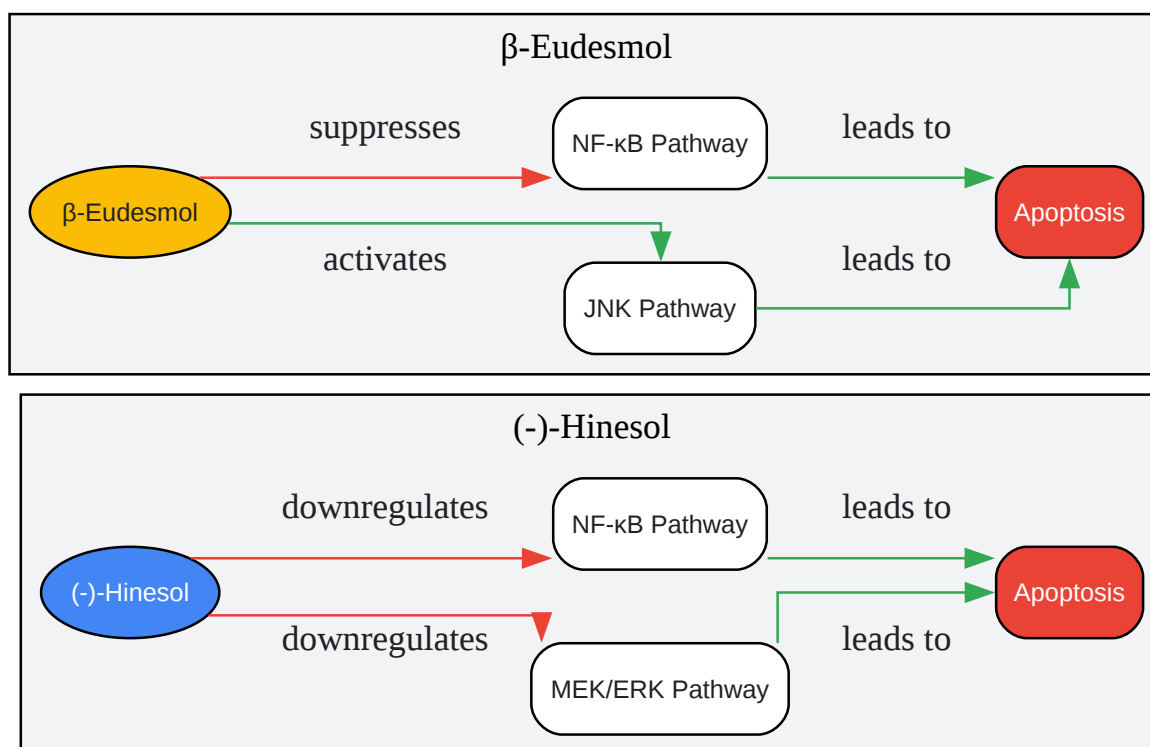 β-Eudesmol
suppresses
NF-κB Pathway
leads to
β-Eudesmol
Apoptosis
activates
leads to
JNK Pathway
(-)-Hinesol
downregulates
NF-κB Pathway
leads to
(-)-Hinesol
Apoptosis
downregulates
leads to
MEK/ERK Pathway